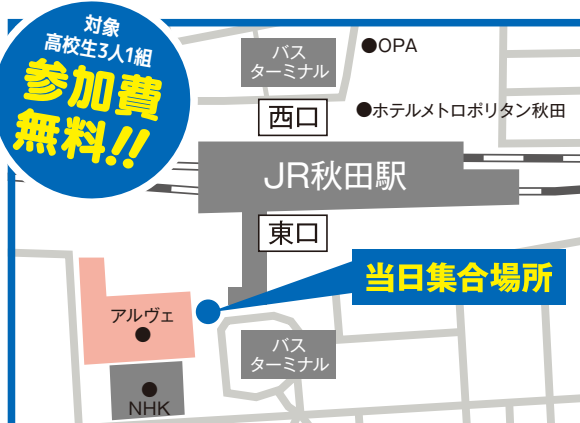 対象
高校生3人1組
参加費
無料!!
バス
ターミナル
●OPA
西口
●ホテルメトロポリタン秋田
JR秋田駅
東口
当日集合場所
アルヴェ
バス
ターミナル
NHK